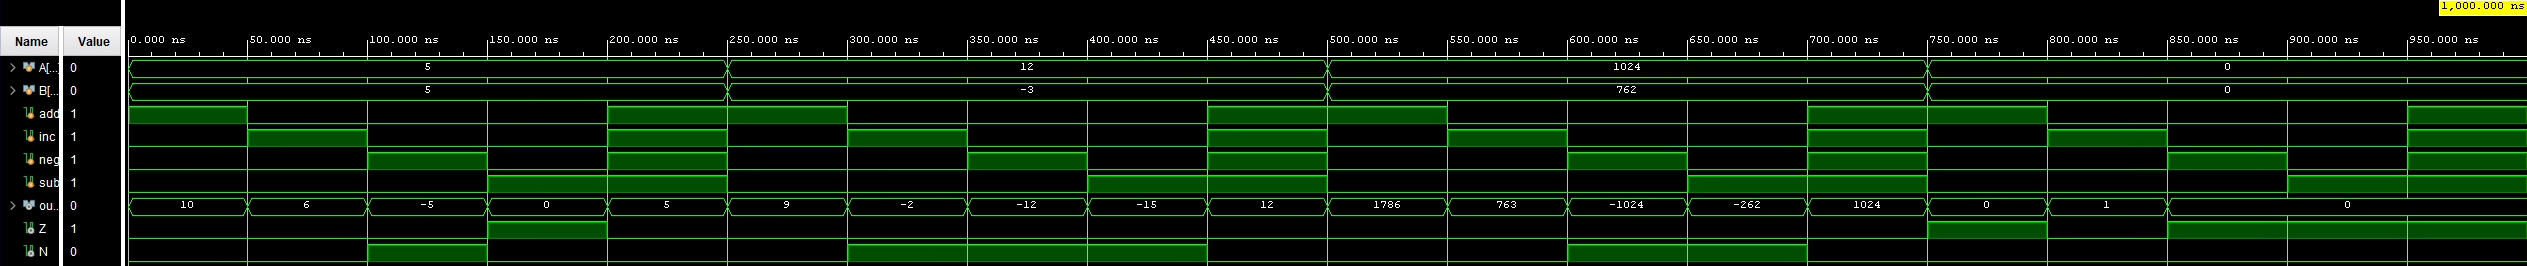 1,000.000 ns
Name Value 0.000 ns 50.000 ns 100.000 ns 150.000 ns 200.000 ns 250.000 ns 300.000 ns 350.000 ns 400.000 ns 450.000 ns 500.000 ns 550.000 ns 600.000 ns 650.000 ns 700.000 ns 750.000 ns 800.000 ns 850.000 ns 900.000 ns 950.000 ns
A[... 0 5 12 1024 0
B[... 0 5 -3 762 0
add 1
inc 1
neg 1
sub 1
ou... 0 10 6 -5 0 5 9 -2 -12 -15 12 1786 763 -1024 -262 1024 0 1 0
Z 1
N 0